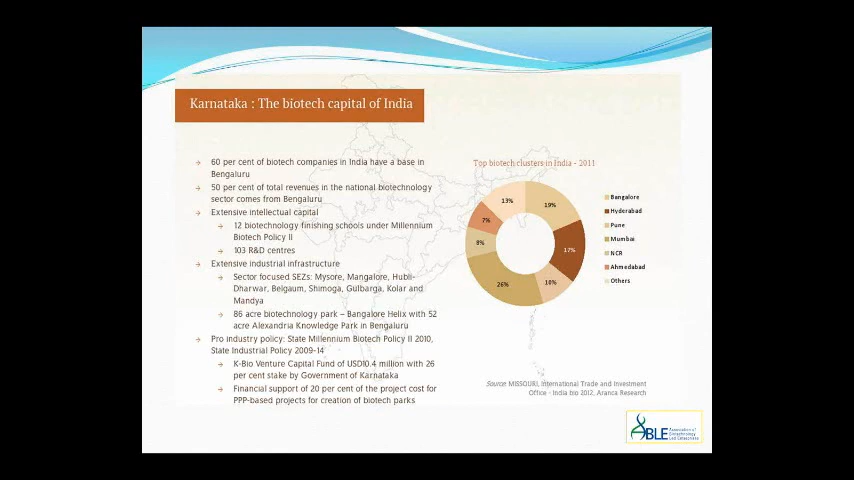 Karnataka : The biotech capital of India
60 per cent of biotech companies in India have a base in
Bengaluru
50 per cent of total revenues in the national biotechnology
sector comes from Bengaluru
Extensive intellectual capital
12 biotechnology finishing schools under Millennium
Biotech Policy II
103 R&D centres
Extensive industrial infrastructure
Sector focused SEZs: Mysore, Mangalore, Hubli-
Dharwar, Belgaum, Shimoga, Gulbarga, Kolar and
Mandya
86 acre biotechnology park – Bangalore Helix with 52
acre Alexandria Knowledge Park in Bengaluru
Pro industry policy: State Millennium Biotech Policy II 2010,
State Industrial Policy 2009-14
K-Bio Venture Capital Fund of USD10.4 million with 26
per cent stake by Government of Karnataka
Financial support of 20 per cent of the project cost for
PPP-based projects for creation of biotech parks
Top biotech clusters in India - 2011
19%
17%
10%
26%
8%
7%
13%
Bangalore
Hyderabad
Pune
Mumbai
NCR
Ahmedabad
Others
Source MISSOURI, International Trade and Investment
Office - India bio 2012, Aranca Research
ABLE
Association of
Biotechnology
Led Enterprises